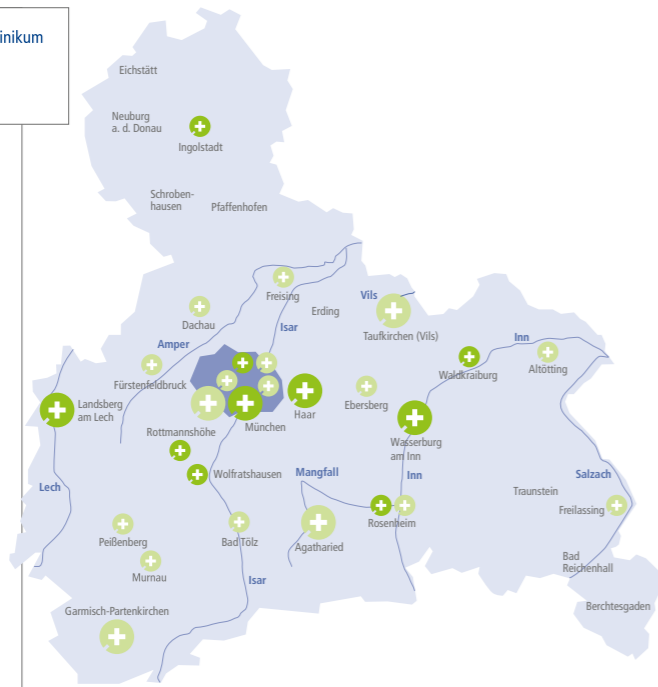 Eichstätt
Neuburg
a. d. Donau
Ingolstadt
Schroben-
hausen
Pfaffenhofen
Freising
Erding
Vils
Taufkirchen (Vils)
Dachau
Isar
Amper
Inn
Altötting
Waldkraiburg
Fürstenfeldbruck
Ebersberg
Landsberg
am Lech
München
Haar
Rottmannshöhe
Wasserburg
am Inn
Wolfratshausen
Mangfall
Inn
Salzach
Lech
Traunstein
Freilassing
Rosenheim
Peißenberg
Bad Tölz
Agatharied
Bad
Reichenhall
Murnau
Isar
Garmisch-Partenkirchen
Berchtesgaden